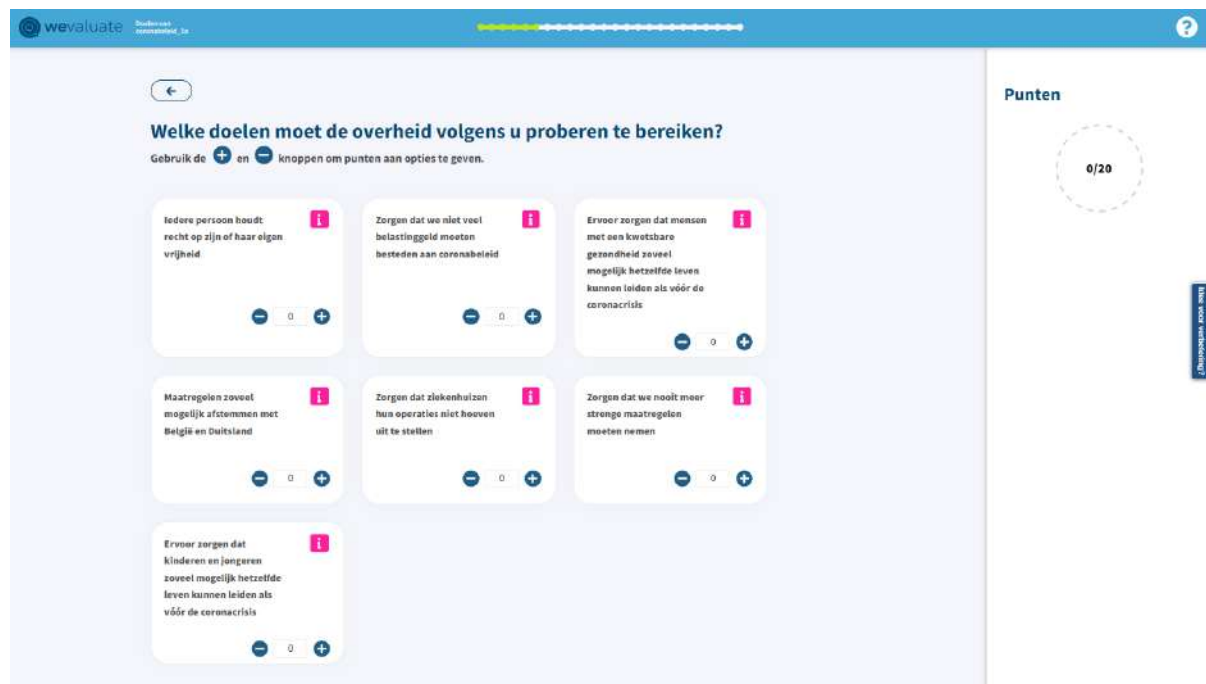 wevaluate
Welke doelen moet de overheid volgens u proberen te bereiken?
Gebruik de + en − knoppen om punten aan opties te geven.
Iedere persoon houdt
recht op zijn of haar eigen
vrijheid
0
Zorgen dat we niet veel
belastinggeld moeten
besteden aan coronabeleid
0
Ervoor zorgen dat mensen
met een kwetsbare
gezondheid zoveel
mogelijk hetzelfde leven
kunnen leiden als vóór de
coronacrisis
0
Maatregelen zoveel
mogelijk afstemmen met
België en Duitsland
0
Zorgen dat ziekenhuizen
hun operaties niet hoeven
uit te stellen
0
Zorgen dat we nooit meer
strenge maatregelen
moeten nemen
0
Ervoor zorgen dat
kinderen en jongeren
zoveel mogelijk hetzelfde
leven kunnen leiden als
vóór de coronacrisis
0
Punten
0/20
?
Idee voor verbetering?